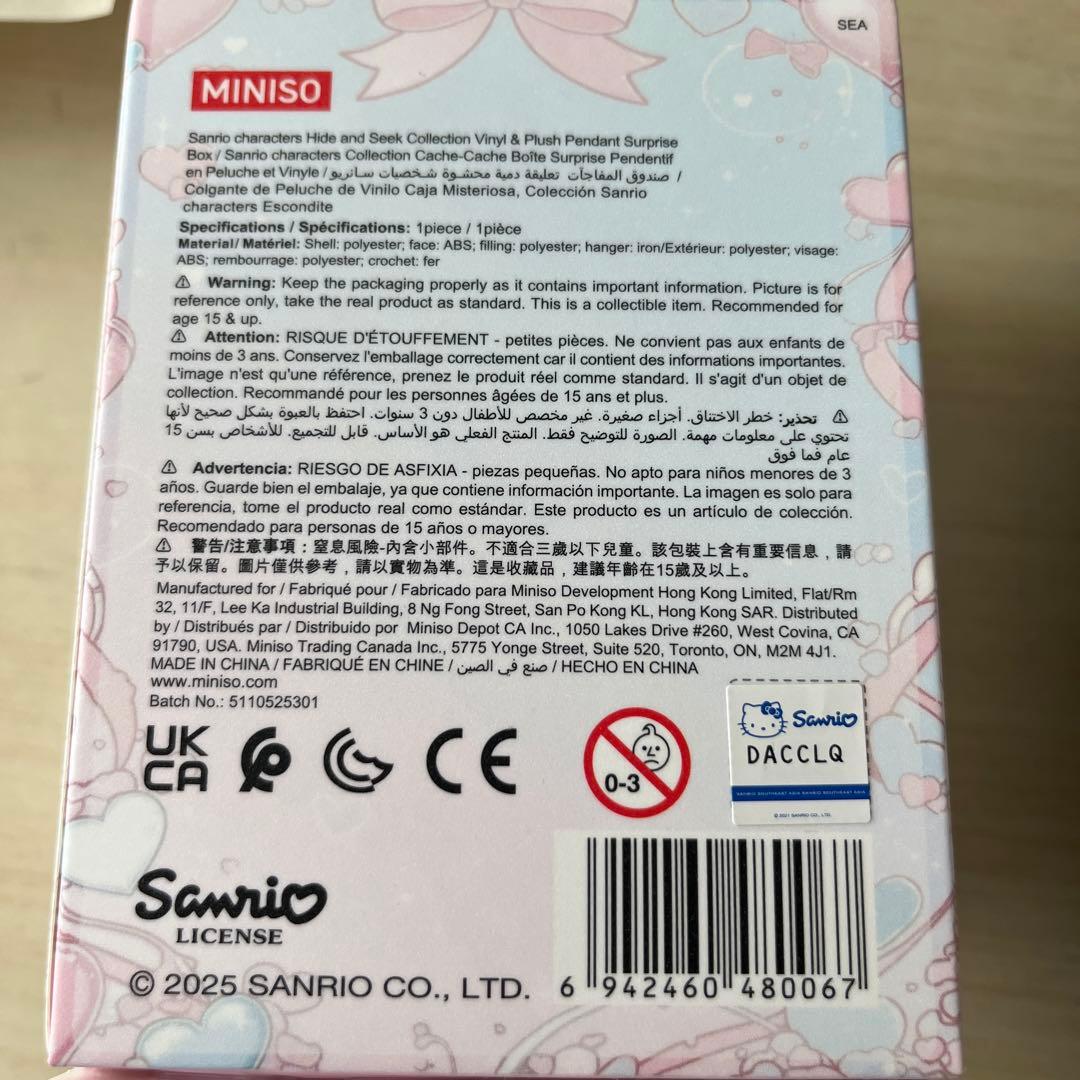 SEA
MINISO
Sanrio characters Hide and Seek Collection Vinyl & Plush Pendant Surprise
Box / Sanrio characters Collection Cache-Cache Boîte Surprise Pendentif
en Peluche et Vinyle / صندوق المفاجآت تعليقة دمية محشوة شخصيات سانريو /
Colgante de Peluche de Vinilo Caja Misteriosa, Colección Sanrio
characters Escondite
Specifications / Spécifications: 1piece / 1pièce
Material/ Matériel: Shell: polyester; face: ABS; filling: polyester; hanger: iron/Extérieur: polyester; visage:
ABS; rembourrage: polyester; crochet: fer
⚠ Warning: Keep the packaging properly as it contains important information. Picture is for
reference only, take the real product as standard. This is a collectible item. Recommended for
age 15 & up.
⚠ Attention: RISQUE D'ÉTOUFFEMENT - petites pièces. Ne convient pas aux enfants de
moins de 3 ans. Conservez l'emballage correctement car il contient des informations importantes.
L'image n'est qu'une référence, prenez le produit réel comme standard. Il s'agit d'un objet de
collection. Recommandé pour les personnes âgées de 15 ans et plus.
⚠ تحذير: خطر الاختناق. أجزاء صغيرة. غير مخصص للأطفال دون 3 سنوات. احتفظ بالعبوة بشكل صحيح لأنها
تحتوي على معلومات مهمة. الصورة للتوضيح فقط. المنتج الفعلي هو الأساس. قابل للتجميع. للأشخاص بسن 15
عام فما فوق
⚠ Advertencia: RIESGO DE ASFIXIA - piezas pequeñas. No apto para niños menores de 3
años. Guarde bien el embalaje, ya que contiene información importante. La imagen es solo para
referencia, tome el producto real como estándar. Este producto es un artículo de colección.
Recomendado para personas de 15 años o mayores.
⚠ 警告/注意事項：窒息風險-內含小部件。不適合三歲以下兒童。該包裝上含有重要信息，請
予以保留。圖片僅供參考，請以實物為準。這是收藏品，建議年齡在15歲及以上。
Manufactured for / Fabriqué pour / Fabricado para Miniso Development Hong Kong Limited, Flat/Rm
32, 11/F, Lee Ka Industrial Building, 8 Ng Fong Street, San Po Kong KL, Hong Kong SAR. Distributed
by / Distribués par / Distribuido por Miniso Depot CA Inc., 1050 Lakes Drive #260, West Covina, CA
91790, USA. Miniso Trading Canada Inc., 5775 Yonge Street, Suite 520, Toronto, ON, M2M 4J1.
MADE IN CHINA / FABRIQUÉ EN CHINE / صنع في الصين / HECHO EN CHINA
www.miniso.com
Batch No.: 5110525301
UK
CA
CE
0-3
Sanrio
DACCLQ
SANRIO SOUTHEAST ASIA SANRIO SOUTHEAST ASIA
© 2021 SANRIO CO., LTD.
Sanrio
LICENSE
© 2025 SANRIO CO., LTD.
6 942460 480067